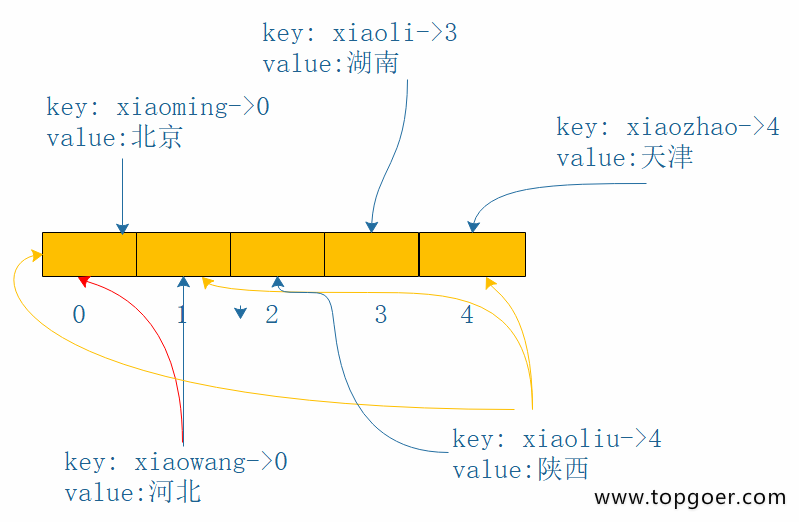 key: xiaoli->3
value:湖南
key: xiaoming->0
value:北京
key: xiaozhao->4
value:天津
0 1 2 3 4
key: xiaowang->0
value:河北
key: xiaoliu->4
value:陕西
www.topgoer.com